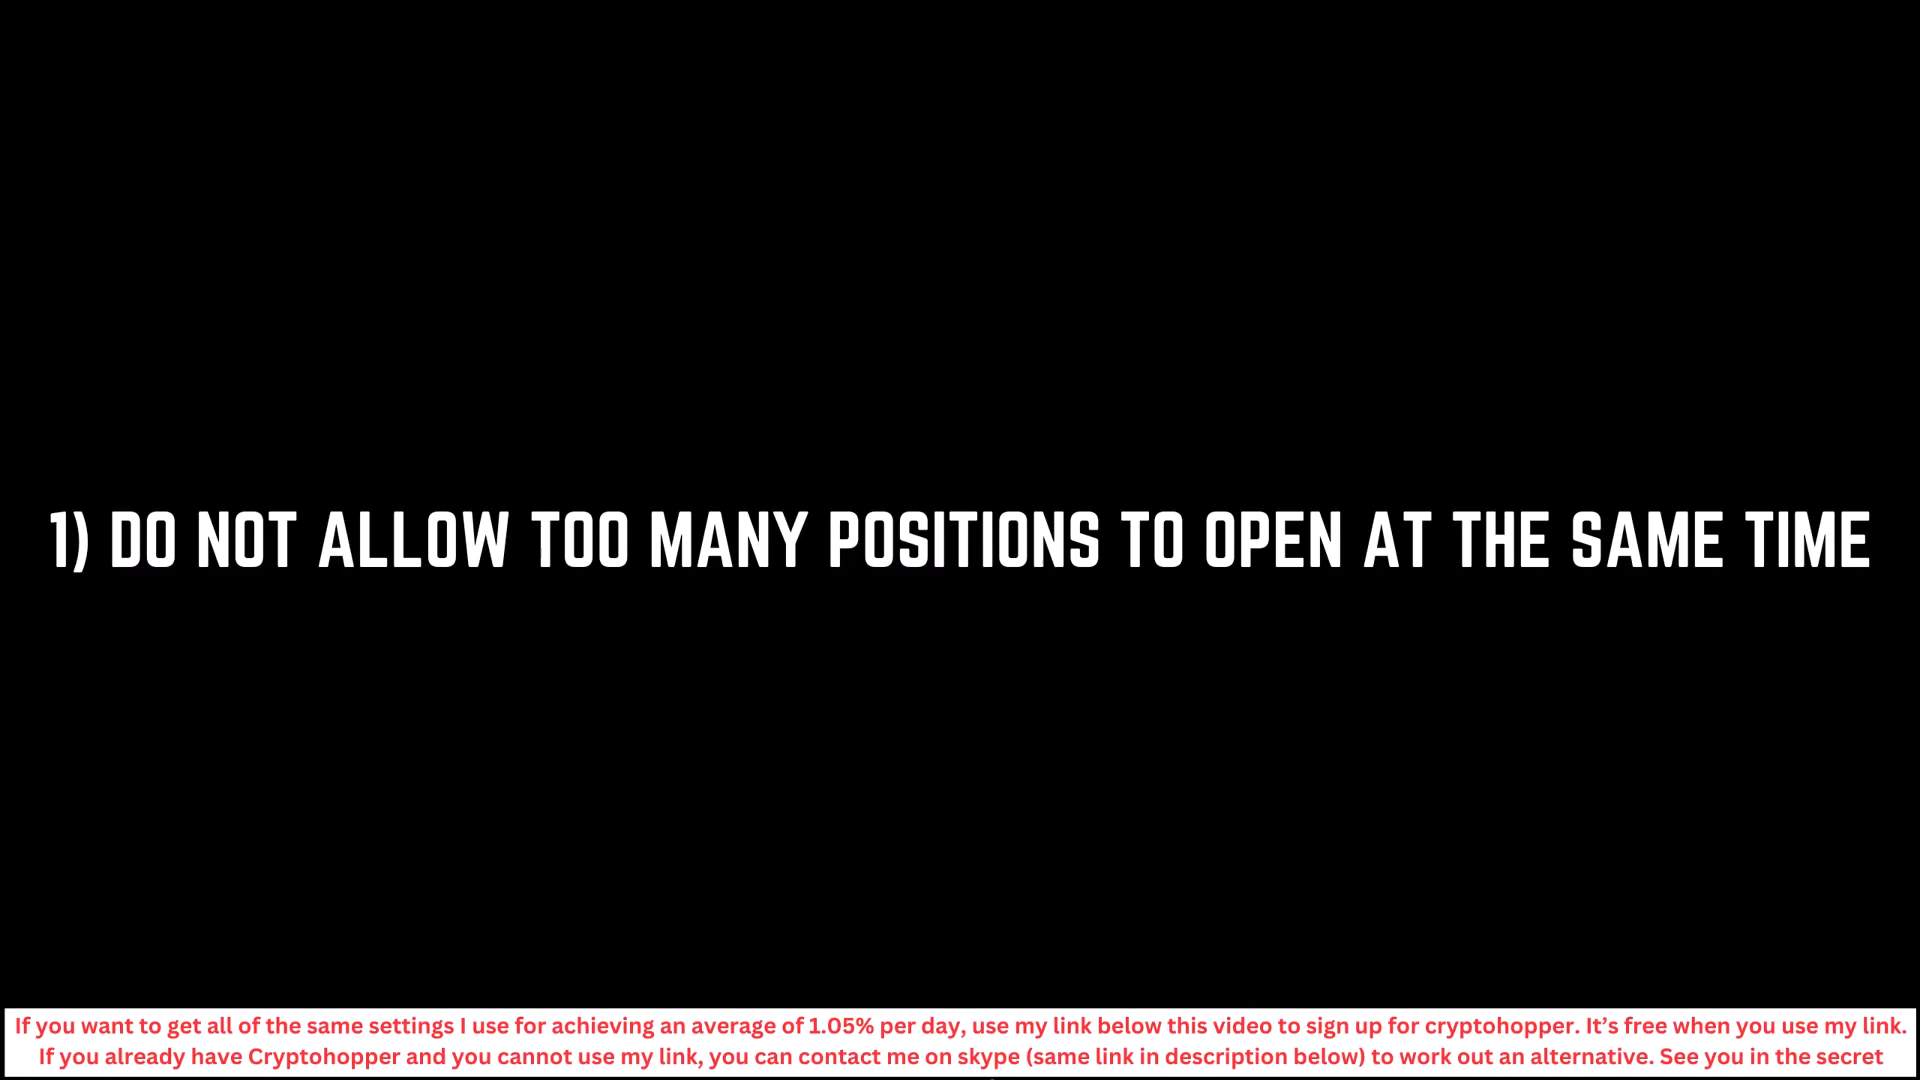 1) DO NOT ALLOW TOO MANY POSITIONS TO OPEN AT THE SAME TIME
If you want to get all of the same settings I use for achieving an average of 1.05% per day, use my link below this video to sign up for cryptohopper. It’s free when you use my link.
If you already have Cryptohopper and you cannot use my link, you can contact me on skype (same link in description below) to work out an alternative. See you in the secret